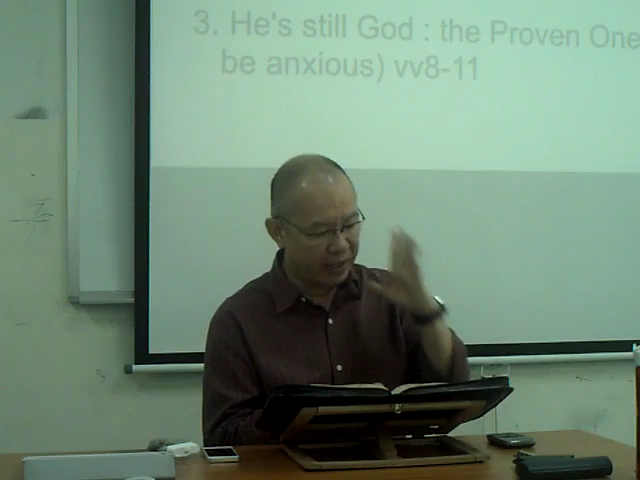 3. He's still God : the Proven One
be anxious) vv8-11